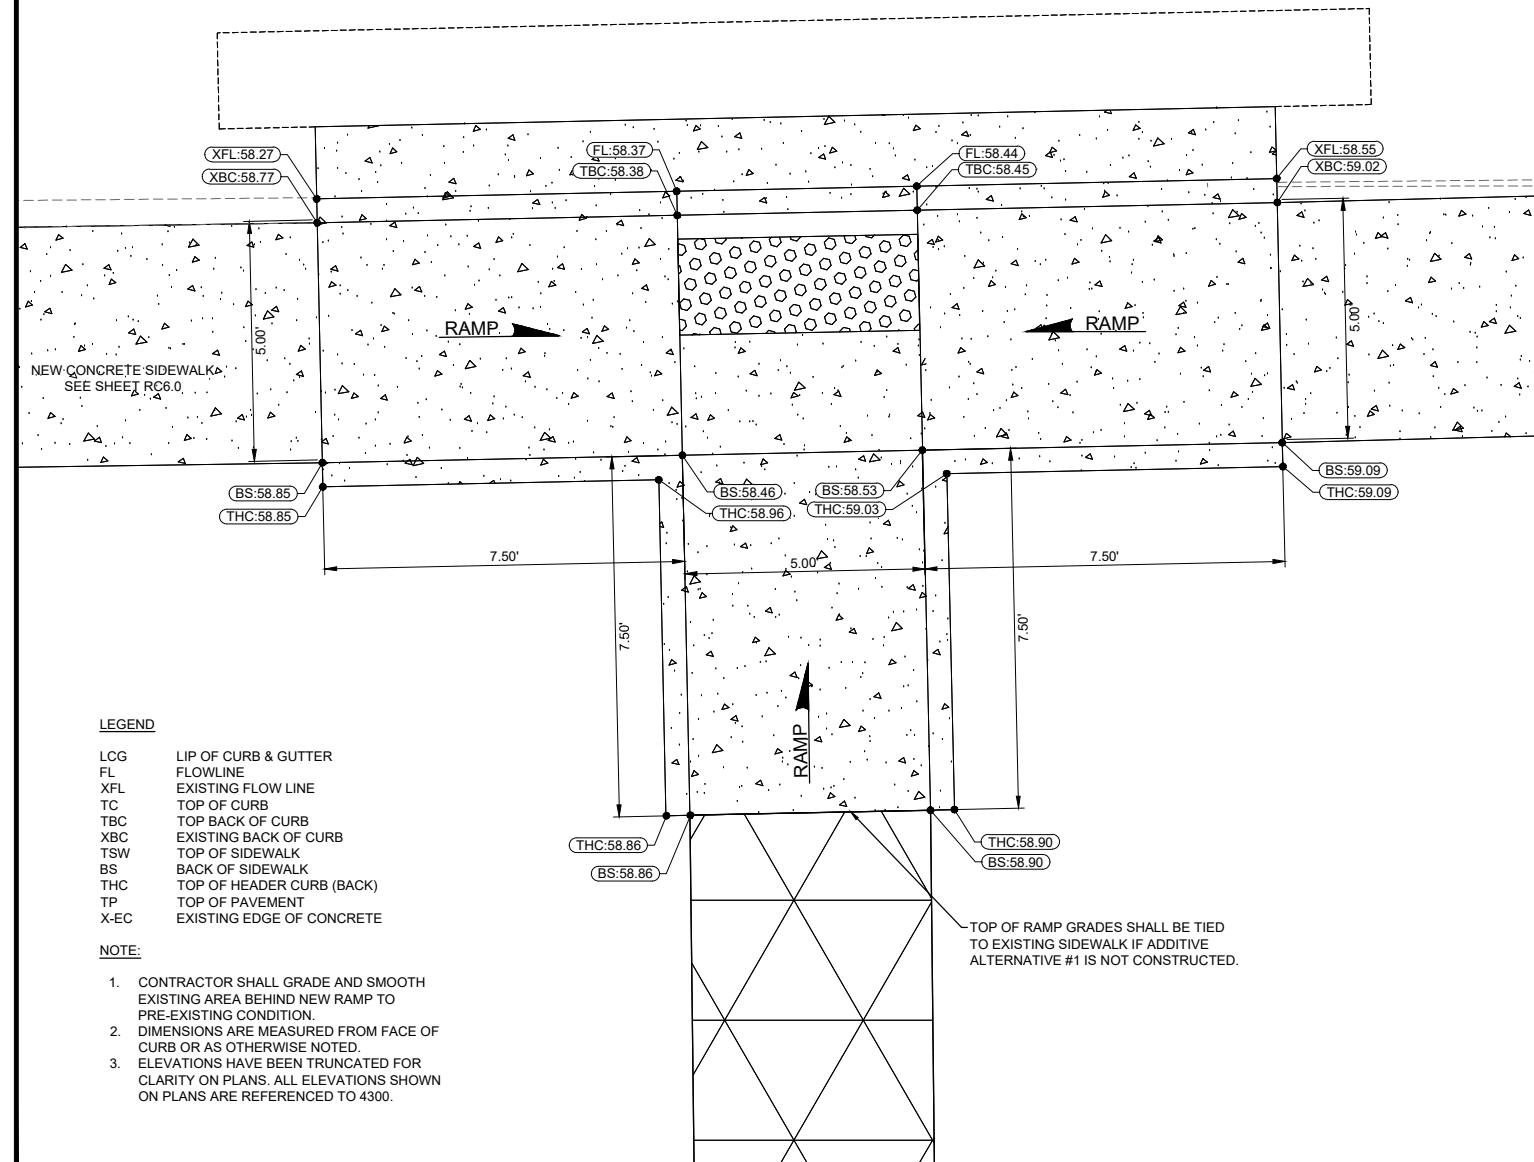 XFL:58.27
XBC:58.77
FL:58.37
TBC:58.38
FL:58.44
TBC:58.45
XFL:58.55
XBC:59.02
5.00'
RAMP
RAMP
5.00'
NEW CONCRETE SIDEWALK
SEE SHEET RC6.0
BS:58.85
THC:58.85
BS:58.46
THC:58.96
BS:58.53
THC:59.03
BS:59.09
THC:59.09
7.50'
5.00'
7.50'
7.50'
7.50'
RAMP
THC:58.86
BS:58.86
THC:58.90
BS:58.90
TOP OF RAMP GRADES SHALL BE TIED
TO EXISTING SIDEWALK IF ADDITIVE
ALTERNATIVE #1 IS NOT CONSTRUCTED.
LEGEND
LCG LIP OF CURB & GUTTER
FL FLOWLINE
XFL EXISTING FLOW LINE
TC TOP OF CURB
TBC TOP BACK OF CURB
XBC EXISTING BACK OF CURB
TSW TOP OF SIDEWALK
BS BACK OF SIDEWALK
THC TOP OF HEADER CURB (BACK)
TP TOP OF PAVEMENT
X-EC EXISTING EDGE OF CONCRETE
NOTE:
1. CONTRACTOR SHALL GRADE AND SMOOTH
EXISTING AREA BEHIND NEW RAMP TO
PRE-EXISTING CONDITION.
2. DIMENSIONS ARE MEASURED FROM FACE OF
CURB OR AS OTHERWISE NOTED.
3. ELEVATIONS HAVE BEEN TRUNCATED FOR
CLARITY ON PLANS. ALL ELEVATIONS SHOWN
ON PLANS ARE REFERENCED TO 4300.